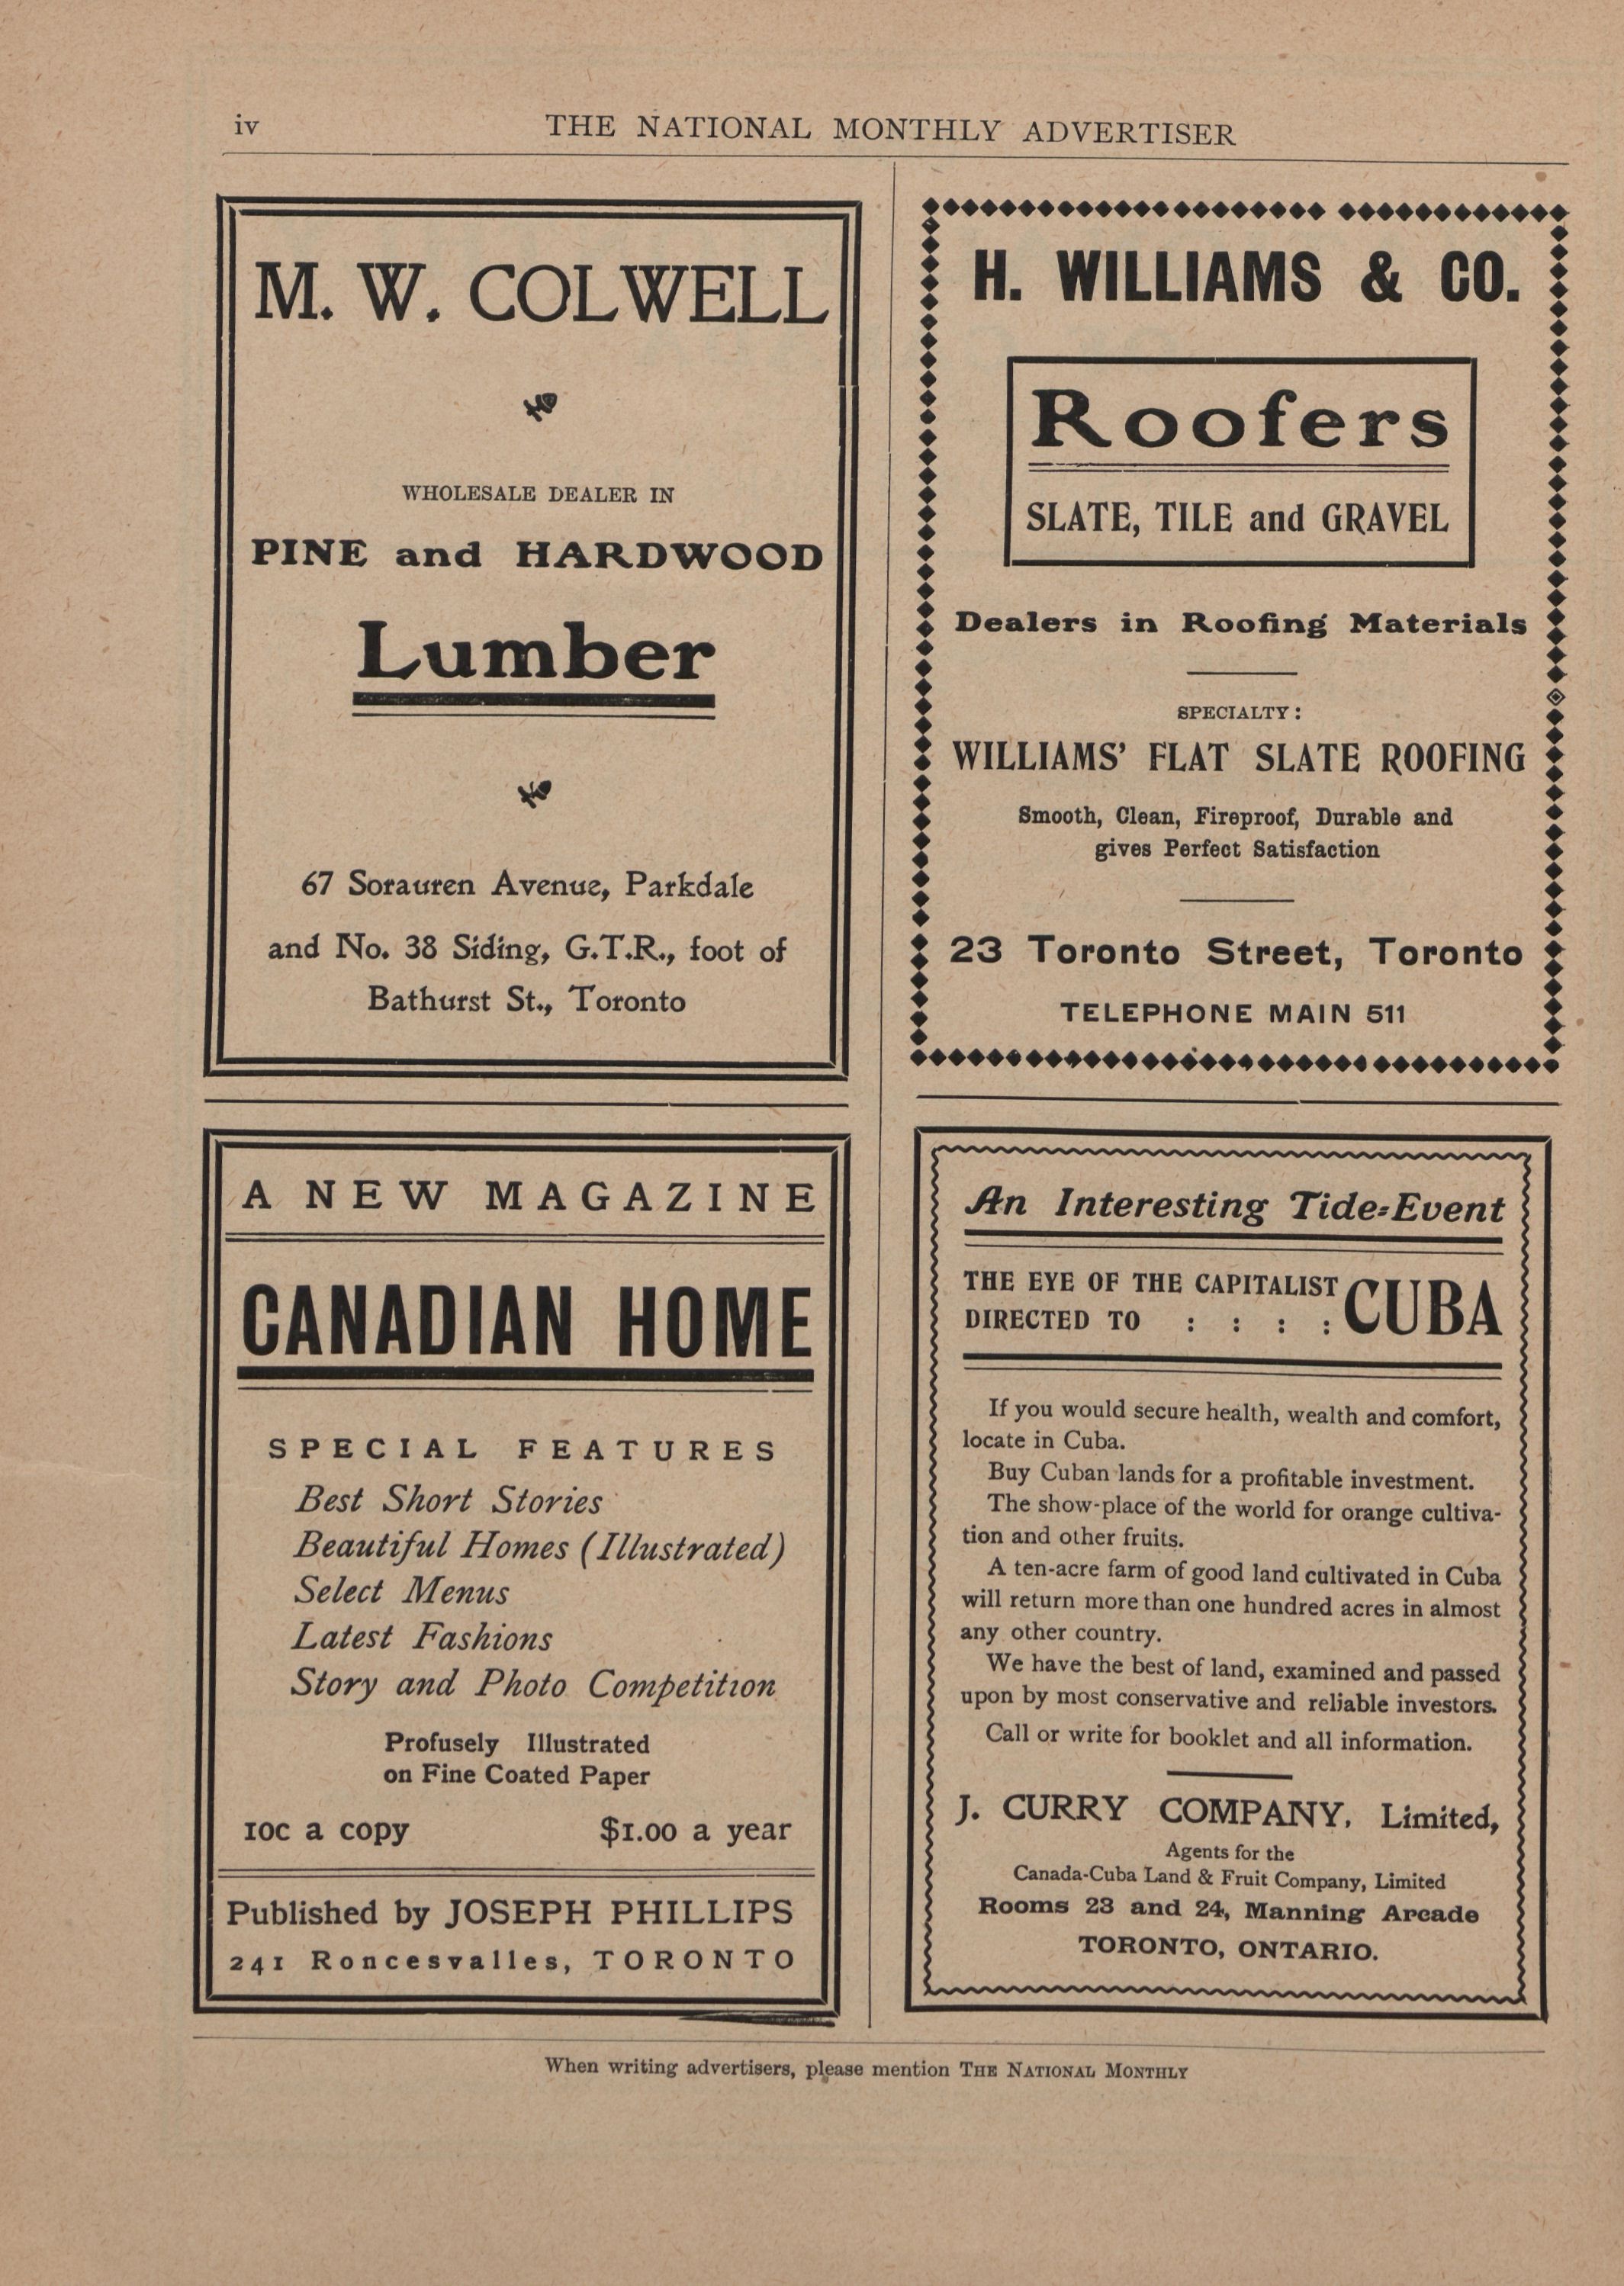 iv
THE NATIONAL MONTHLY ADVERTISER
M. W. COLWELL
WHOLESALE DEALER IN
PINE and HARDWOOD
Lumber
67 Sorauren Avenue, Parkdale
and No. 38 Siding, G.T.R., foot of
Bathurst St., Toronto
H. WILLIAMS & CO.
Roofers
SLATE, TILE and GRAVEL
Dealers in Roofing Materials
SPECIALTY:
WILLIAMS' FLAT SLATE ROOFING
Smooth, Clean, Fireproof, Durable and
gives Perfect Satisfaction
23 Toronto Street, Toronto
TELEPHONE MAIN 511
A NEW MAGAZINE
CANADIAN HOME
SPECIAL FEATURES
Best Short Stories
Beautiful Homes (Illustrated)
Select Menus
Latest Fashions
Story and Photo Competition
Profusely Illustrated
on Fine Coated Paper
10c a copy $1.00 a year
Published by JOSEPH PHILLIPS
241 Roncesvalles, TORONTO
An Interesting Tide-Event
THE EYE OF THE CAPITALIST
DIRECTED TO : : : : CUBA
If you would secure health, wealth and comfort,
locate in Cuba.
Buy Cuban lands for a profitable investment.
The show-place of the world for orange cultiva-
tion and other fruits.
A ten-acre farm of good land cultivated in Cuba
will return more than one hundred acres in almost
any other country.
We have the best of land, examined and passed
upon by most conservative and reliable investors.
Call or write for booklet and all information.
J. CURRY COMPANY, Limited,
Agents for the
Canada-Cuba Land & Fruit Company, Limited
Rooms 23 and 24, Manning Arcade
TORONTO, ONTARIO.
When writing advertisers, please mention THE NATIONAL MONTHLY